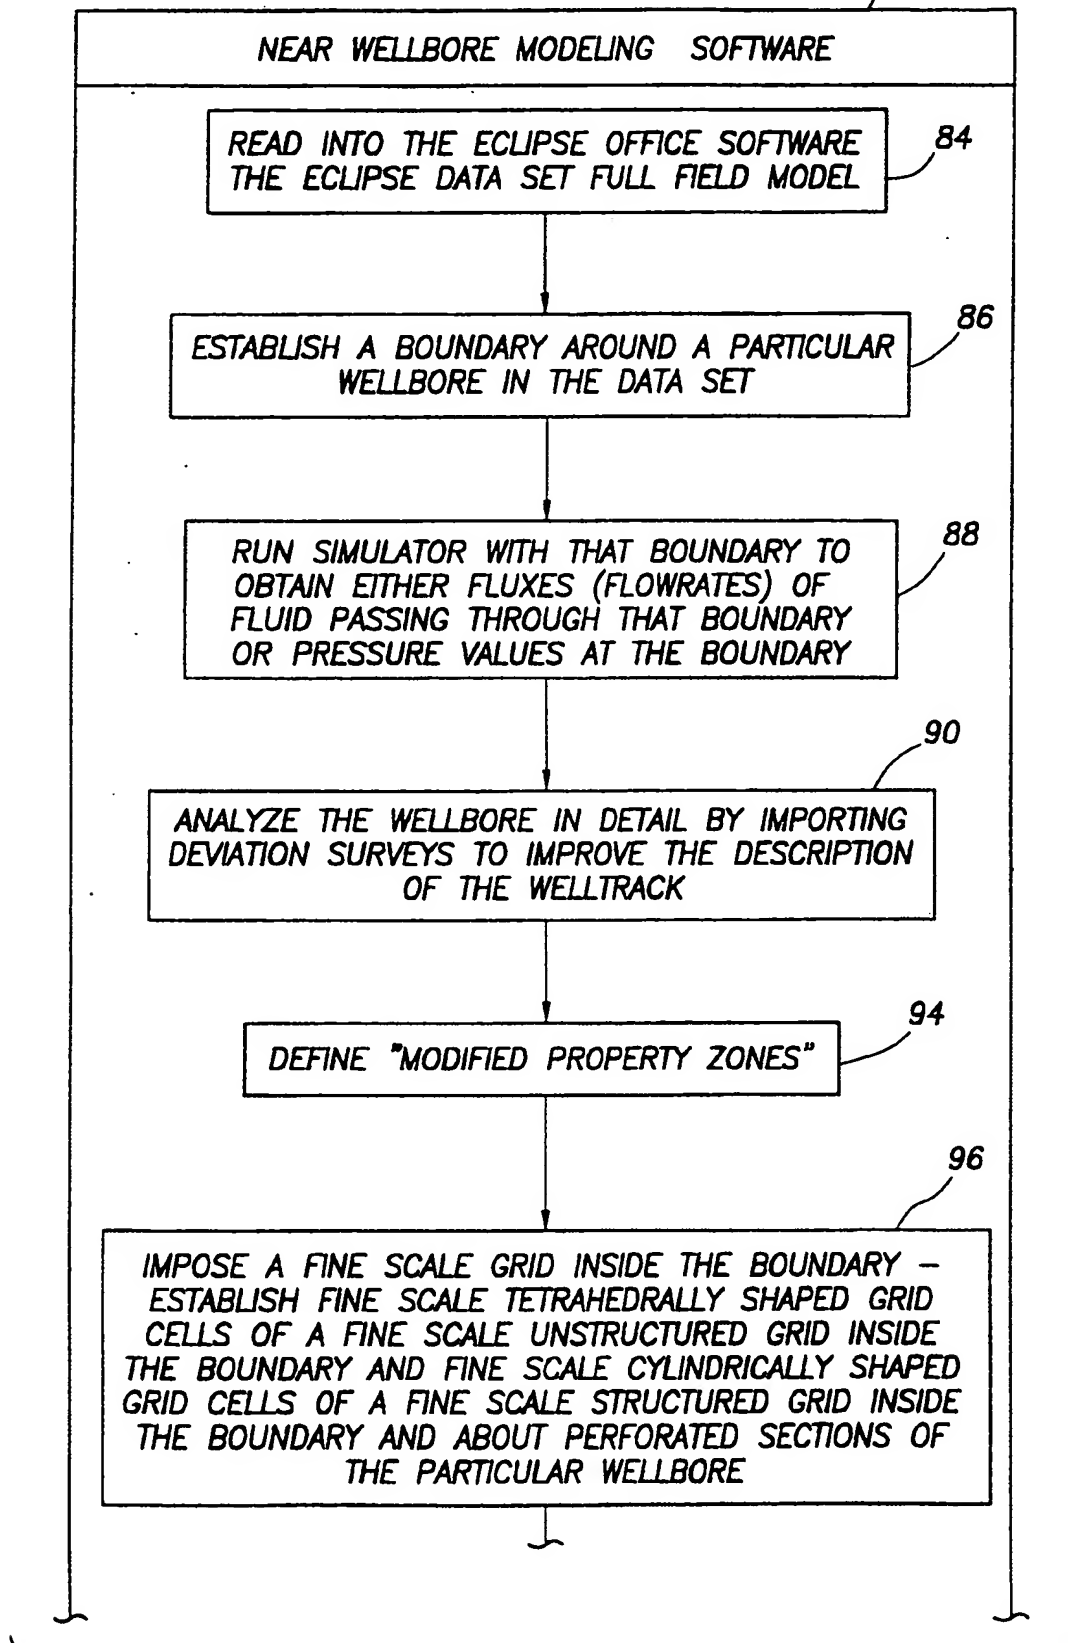 NEAR WELLBORE MODELING SOFTWARE
READ INTO THE ECLIPSE OFFICE SOFTWARE
THE ECLIPSE DATA SET FULL FIELD MODEL
84
ESTABLISH A BOUNDARY AROUND A PARTICULAR
WELLBORE IN THE DATA SET
86
RUN SIMULATOR WITH THAT BOUNDARY TO
OBTAIN EITHER FLUXES (FLOWRATES) OF
FLUID PASSING THROUGH THAT BOUNDARY
OR PRESSURE VALUES AT THE BOUNDARY
88
ANALYZE THE WELLBORE IN DETAIL BY IMPORTING
DEVIATION SURVEYS TO IMPROVE THE DESCRIPTION
OF THE WELLTRACK
90
DEFINE "MODIFIED PROPERTY ZONES"
94
IMPOSE A FINE SCALE GRID INSIDE THE BOUNDARY –
ESTABLISH FINE SCALE TETRAHEDRALLY SHAPED GRID
CELLS OF A FINE SCALE UNSTRUCTURED GRID INSIDE
THE BOUNDARY AND FINE SCALE CYLINDRICALLY SHAPED
GRID CELLS OF A FINE SCALE STRUCTURED GRID INSIDE
THE BOUNDARY AND ABOUT PERFORATED SECTIONS OF
THE PARTICULAR WELLBORE
96